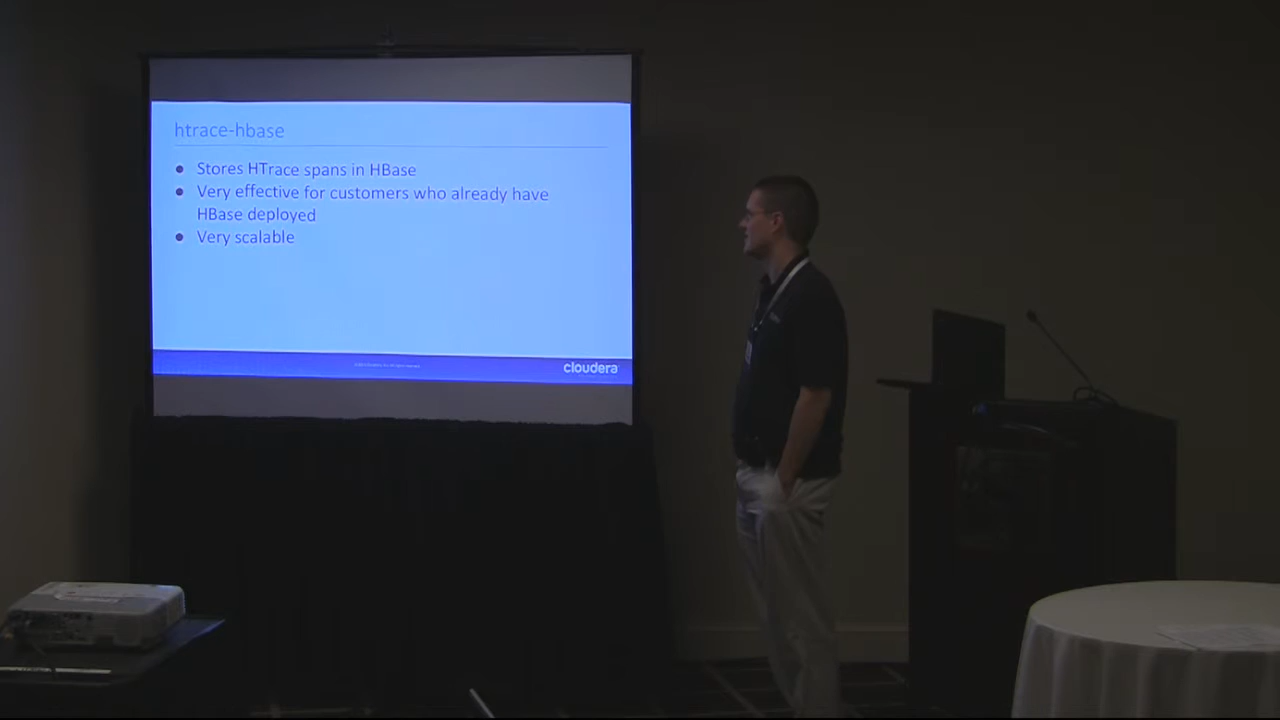 htrace-hbase
● Stores HTrace spans in HBase
● Very effective for customers who already have
HBase deployed
● Very scalable
cloudera